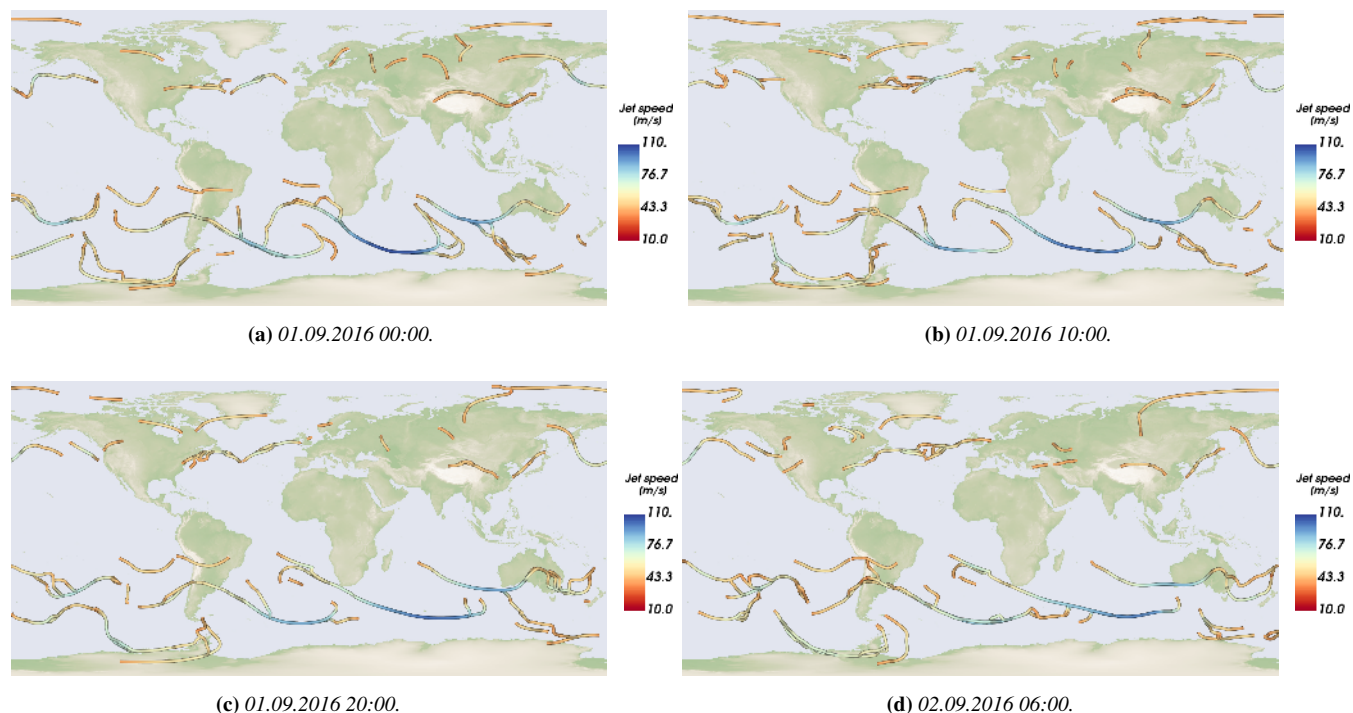 Jet speed
(m/s)
110.
76.7
43.3
10.0
Jet speed
(m/s)
110.
76.7
43.3
10.0
(a) 01.09.2016 00:00.
(b) 01.09.2016 10:00.
Jet speed
(m/s)
110.
76.7
43.3
10.0
Jet speed
(m/s)
110.
76.7
43.3
10.0
(c) 01.09.2016 20:00.
(d) 02.09.2016 06:00.